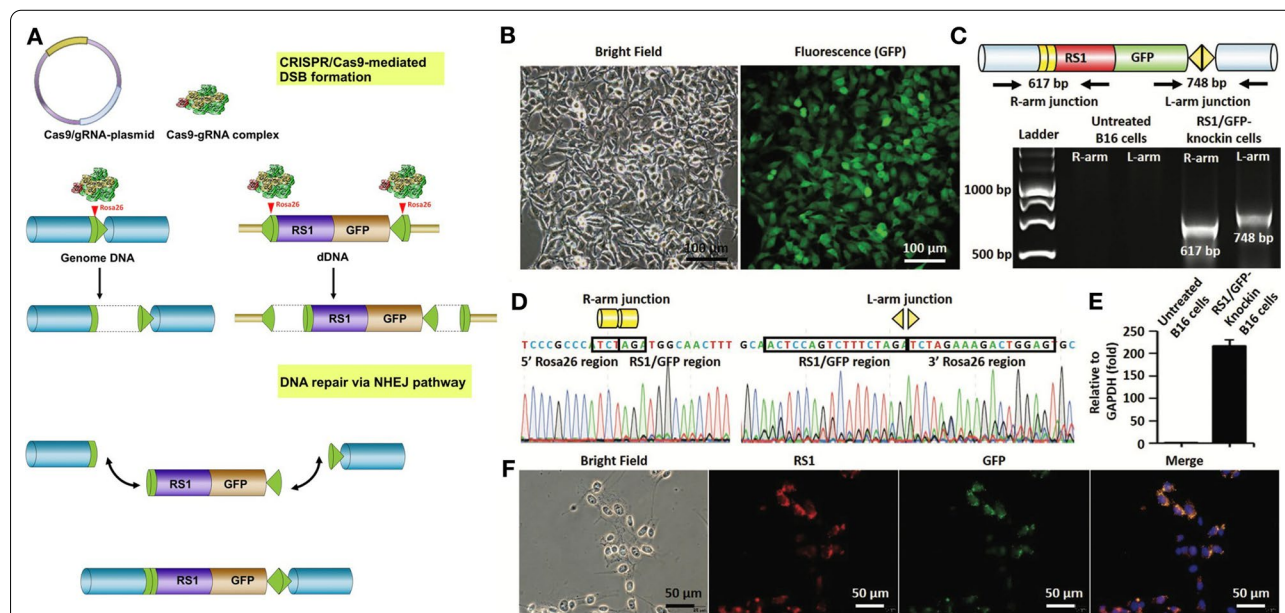 A
CRISPR/Cas9-mediated
DSB formation
Cas9/gRNA-plasmid
Cas9-gRNA complex
Rosa26
Rosa26
Rosa26
RS1
GFP
Genome DNA
dDNA
RS1
GFP
DNA repair via NHEJ pathway
RS1
GFP
RS1
GFP
B
Bright Field
Fluorescence (GFP)
100 μm
100 μm
C
RS1
GFP
617 bp
748 bp
R-arm junction
L-arm junction
Untreated
B16 cells
RS1/GFP-
knockin cells
Ladder
R-arm
L-arm
R-arm
L-arm
1000 bp
500 bp
617 bp
748 bp
D
R-arm junction
L-arm junction
TCCCGCCCATCTAGATGGCAACTTT
GCAACTCCAGTCTTTCTAGATCTAGAAAGACTGGAGTGC
5' Rosa26 region
RS1/GFP region
RS1/GFP region
3' Rosa26 region
E
Untreated
B16 cells
RS1/GFP-
Knockin
B16 cells
Relative to
GAPDH (fold)
250
200
150
100
50
0
F
Bright Field
RS1
GFP
Merge
50 μm
50 μm
50 μm
50 μm